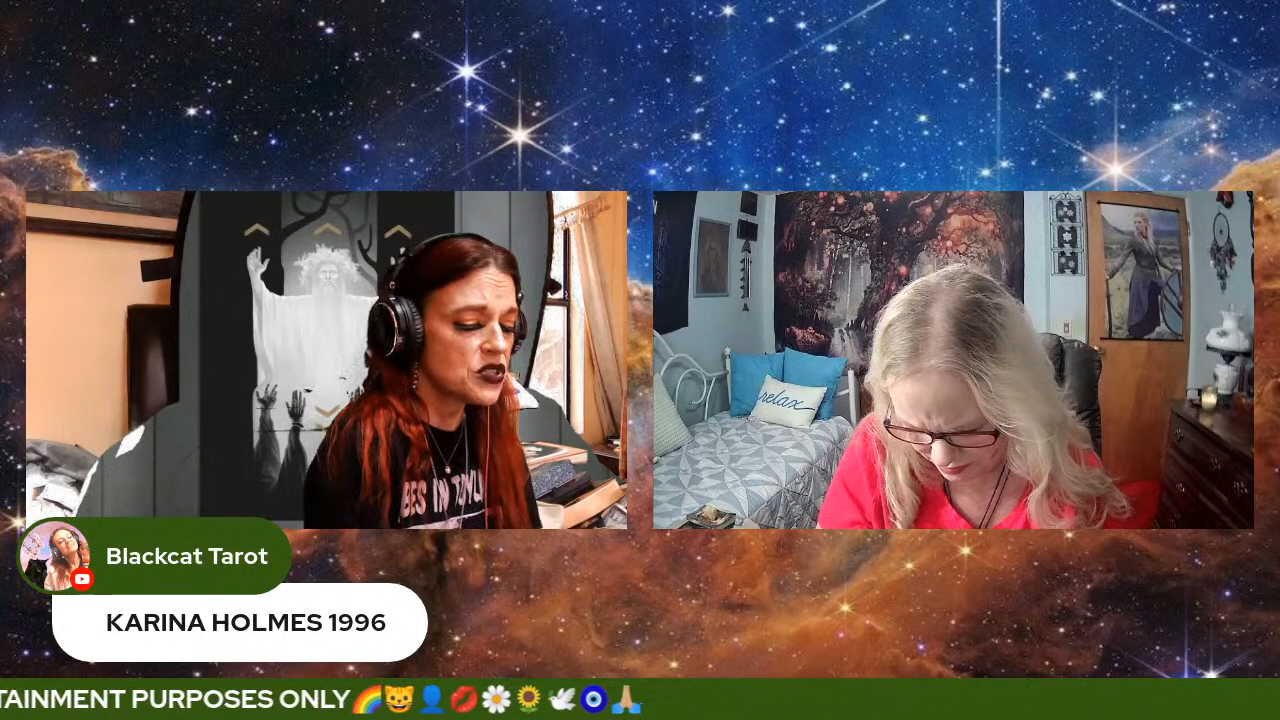 relax
Blackcat Tarot
KARINA HOLMES 1996
TAINMENT PURPOSES ONLY🌈😺👤💋🌼🌻🕊️🧿🙏🏽